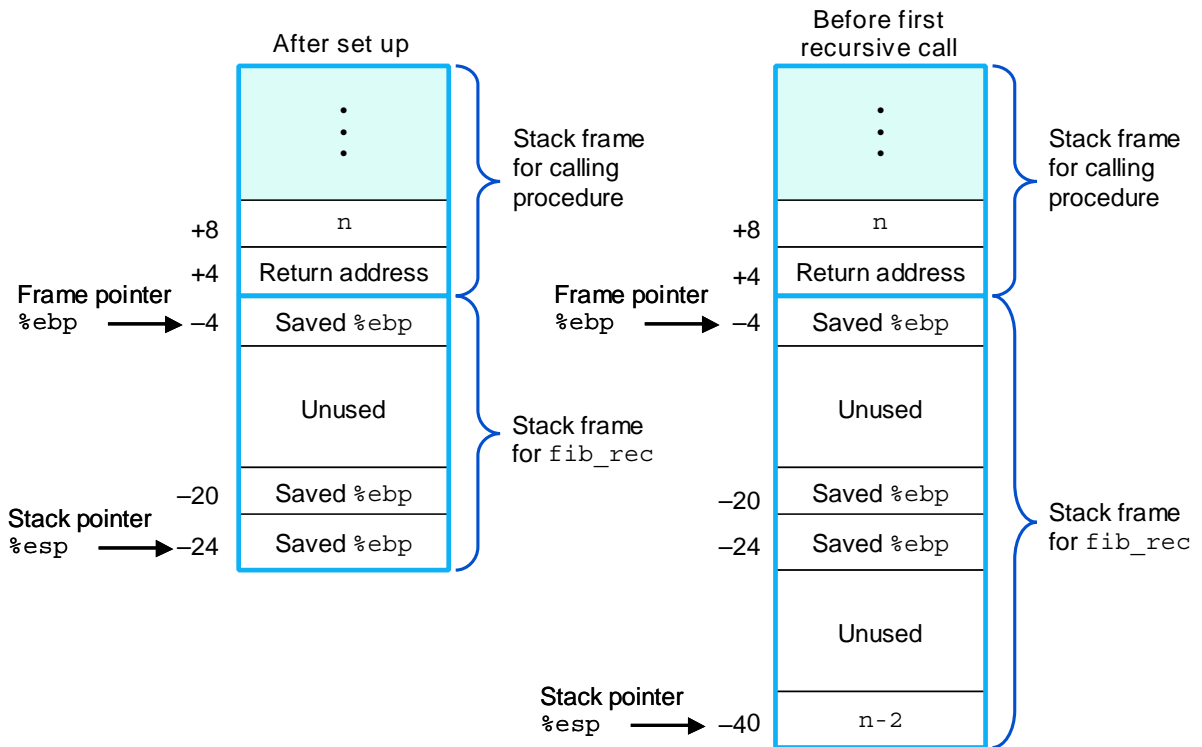 After set up
Stack frame
for calling
procedure
n
+8
+4
Return address
Frame pointer
%ebp
–4
Saved %ebp
Unused
Stack frame
for fib_rec
–20
Saved %ebp
Stack pointer
%esp
–24
Saved %ebp
Before first
recursive call
Stack frame
for calling
procedure
n
+8
+4
Return address
Frame pointer
%ebp
–4
Saved %ebp
Unused
–20
Saved %ebp
Stack frame
for fib_rec
–24
Saved %ebp
Unused
Stack pointer
%esp
–40
n-2